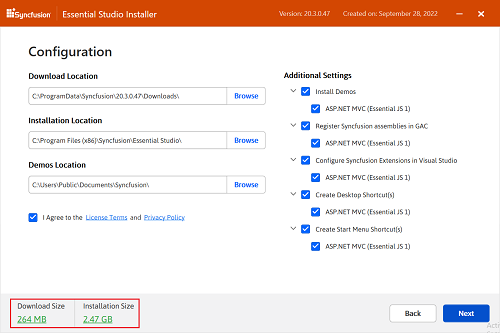 Syncfusion Essential Studio Installer Version: 20.3.0.47 Created on: September 28, 2022
Configuration
Download Location
C:\ProgramData\Syncfusion\20.3.0.47\Downloads\ Browse
Installation Location
C:\Program Files (x86)\Syncfusion\Essential Studio\ Browse
Demos Location
C:\Users\Public\Documents\Syncfusion\ Browse
I Agree to the License Terms and Privacy Policy
Additional Settings
Install Demos
ASP.NET MVC (Essential JS 1)
Register Syncfusion assemblies in GAC
ASP.NET MVC (Essential JS 1)
Configure Syncfusion Extensions in Visual Studio
ASP.NET MVC (Essential JS 1)
Create Desktop Shortcut(s)
ASP.NET MVC (Essential JS 1)
Create Start Menu Shortcut(s)
ASP.NET MVC (Essential JS 1)
Download Size Installation Size
264 MB 2.47 GB
Back Next